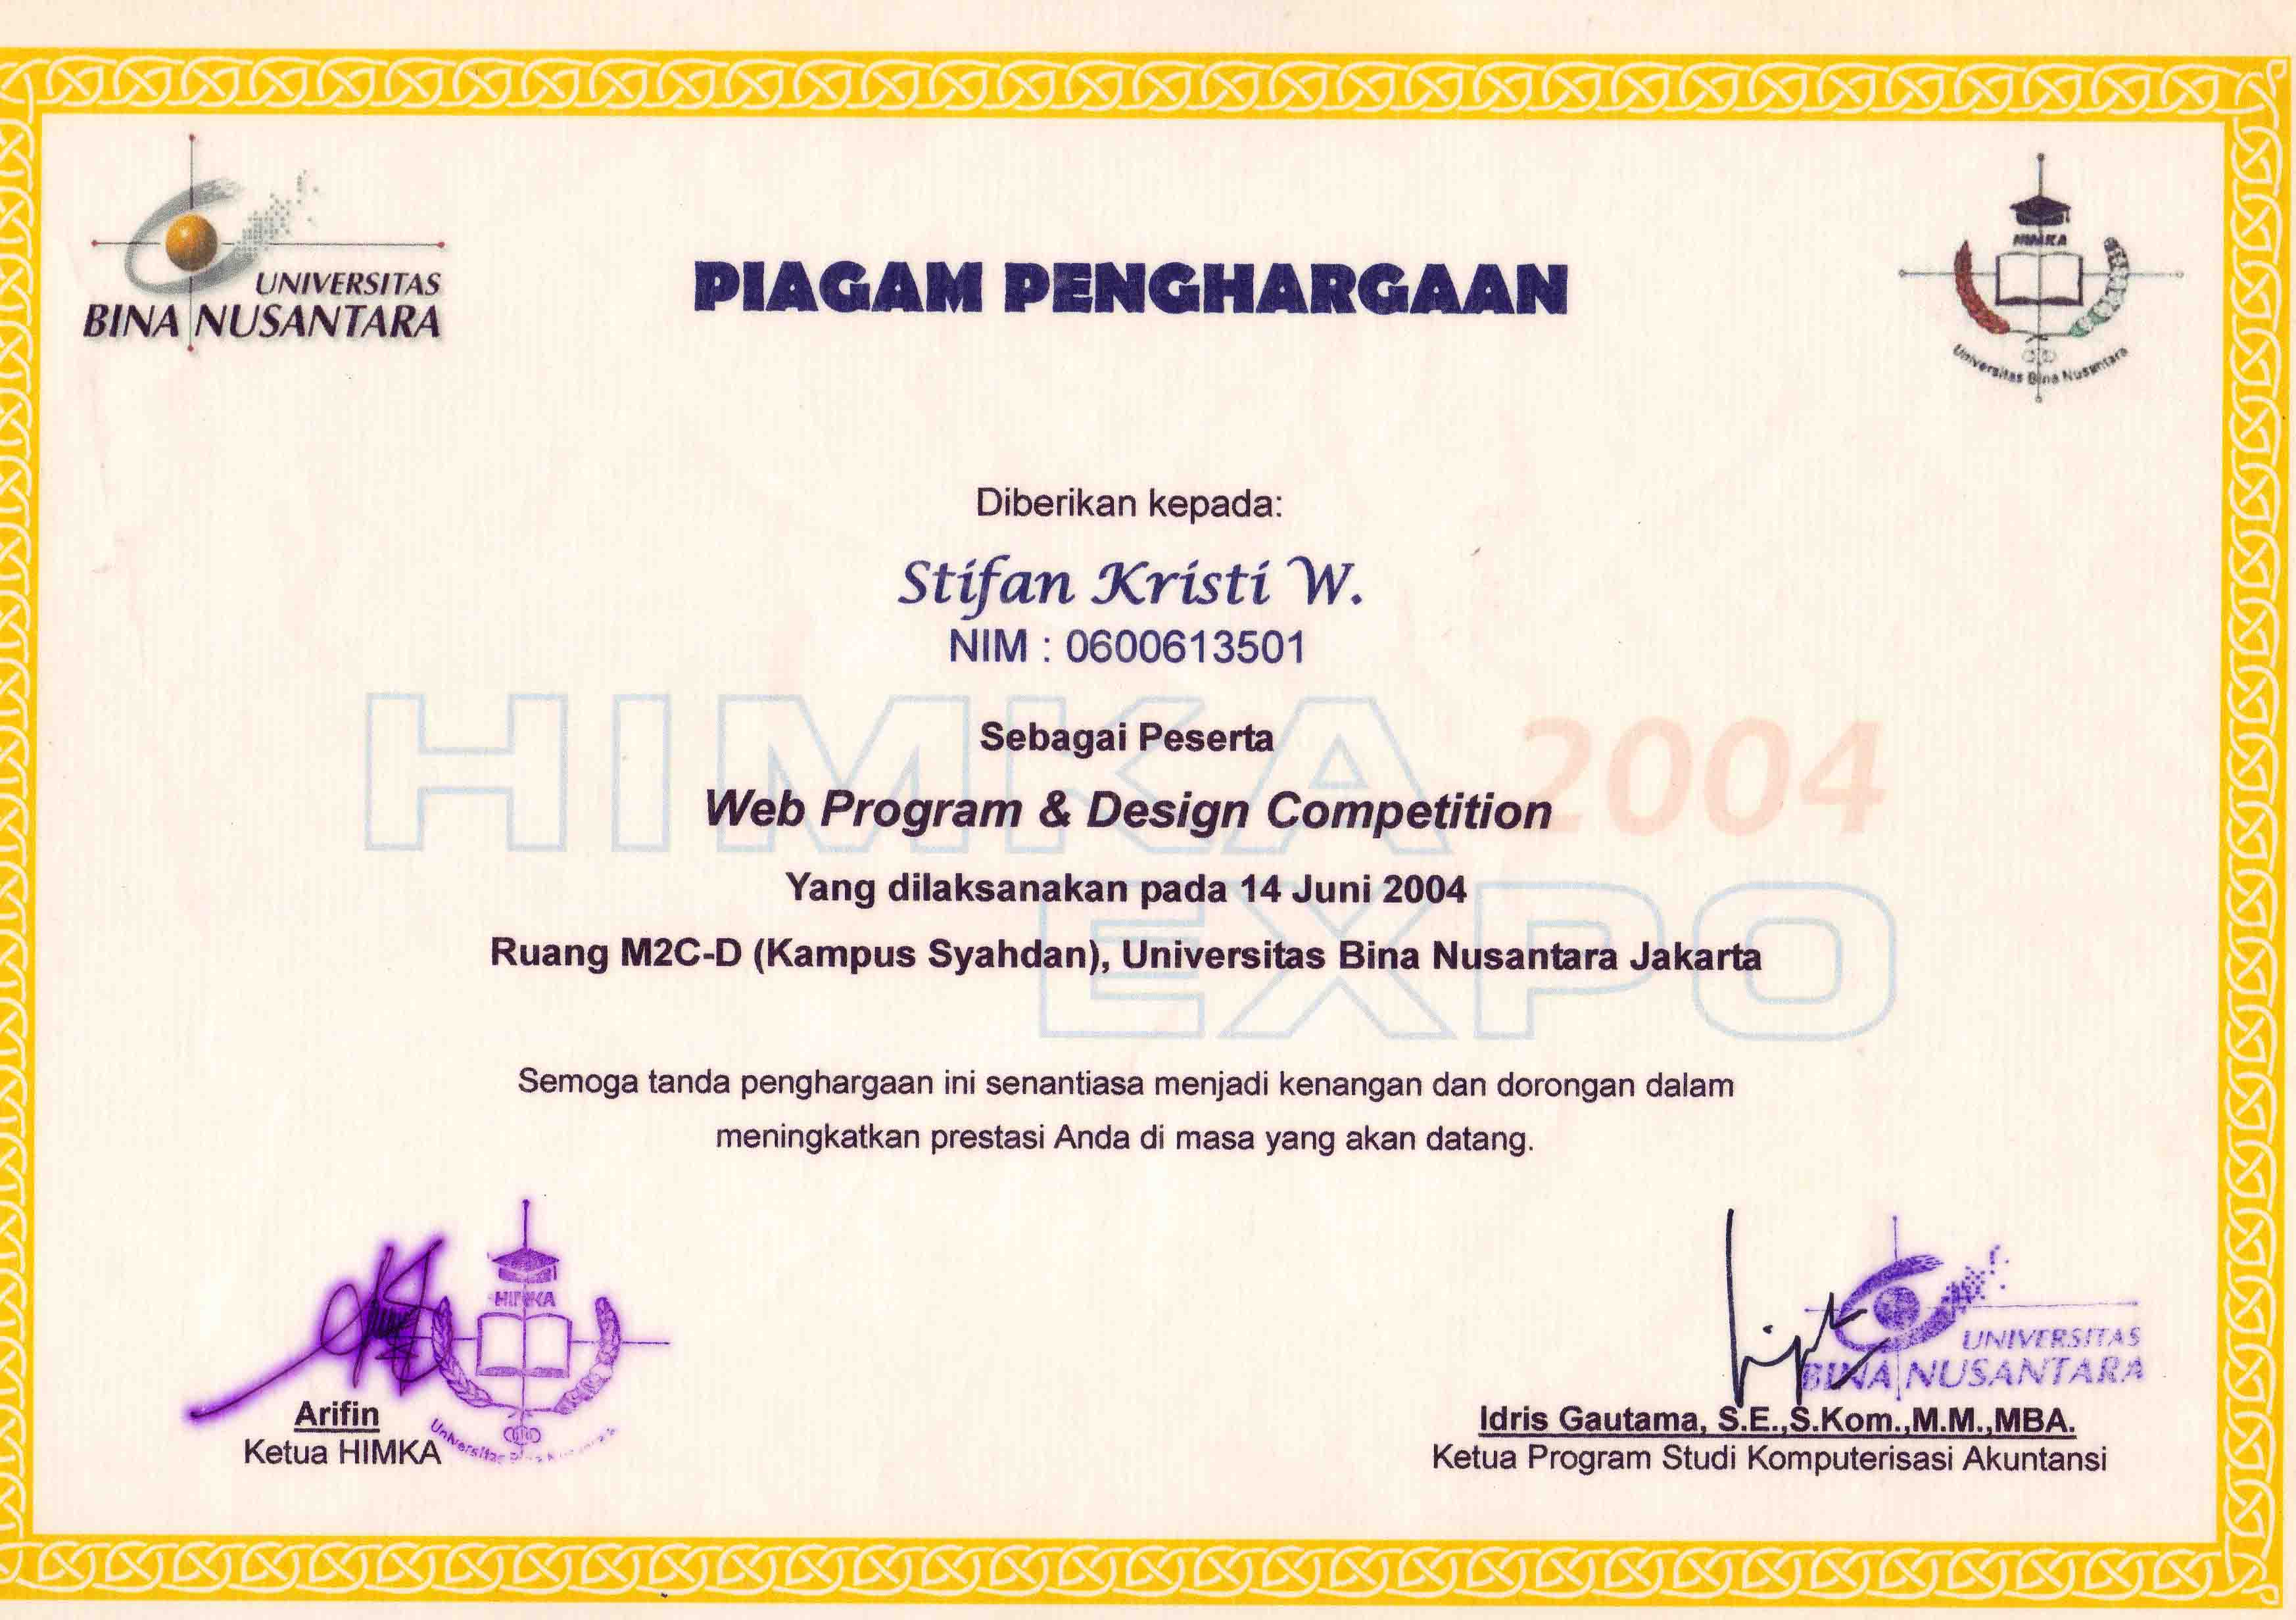 UNIVERSITAS
BINA NUSANTARA
PIAGAM PENGHARGAAN
HIMKA
Universitas Bina Nusantara
Diberikan kepada:
Stifan Kristi W.
NIM : 0600613501
HIMKA 2004
EXPO
Sebagai Peserta
Web Program & Design Competition
Yang dilaksanakan pada 14 Juni 2004
Ruang M2C-D (Kampus Syahdan), Universitas Bina Nusantara Jakarta
Semoga tanda penghargaan ini senantiasa menjadi kenangan dan dorongan dalam
meningkatkan prestasi Anda di masa yang akan datang.
HIMKA
Universitas Bina Nusantara
Arifin
Ketua HIMKA
UNIVERSITAS
BINA NUSANTARA
Idris Gautama, S.E.,S.Kom.,M.M.,MBA.
Ketua Program Studi Komputerisasi Akuntansi